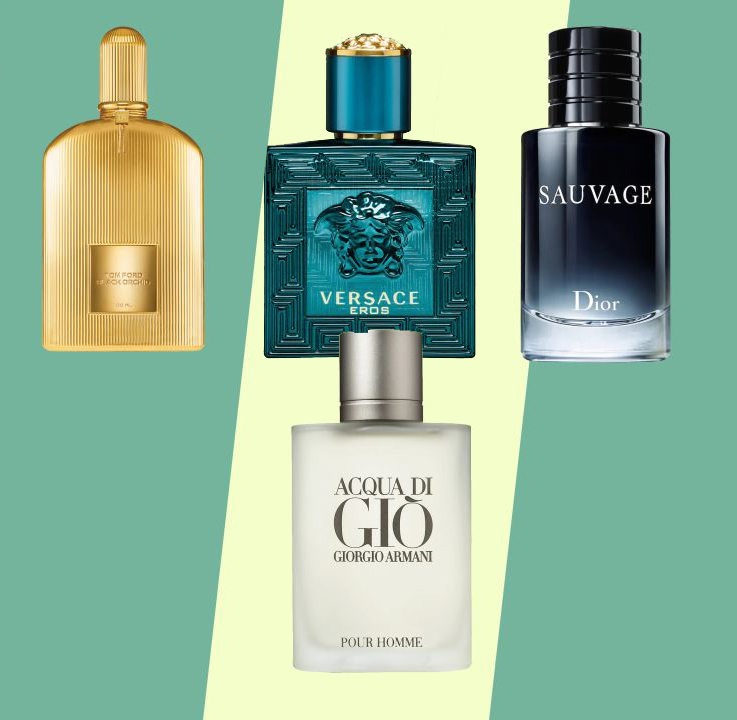 TOM FORD
BLACK ORCHID
VERSACE
EROS
SAUVAGE
Dior
ACQUA DI
GIÒ
GIORGIO ARMANI
POUR HOMME